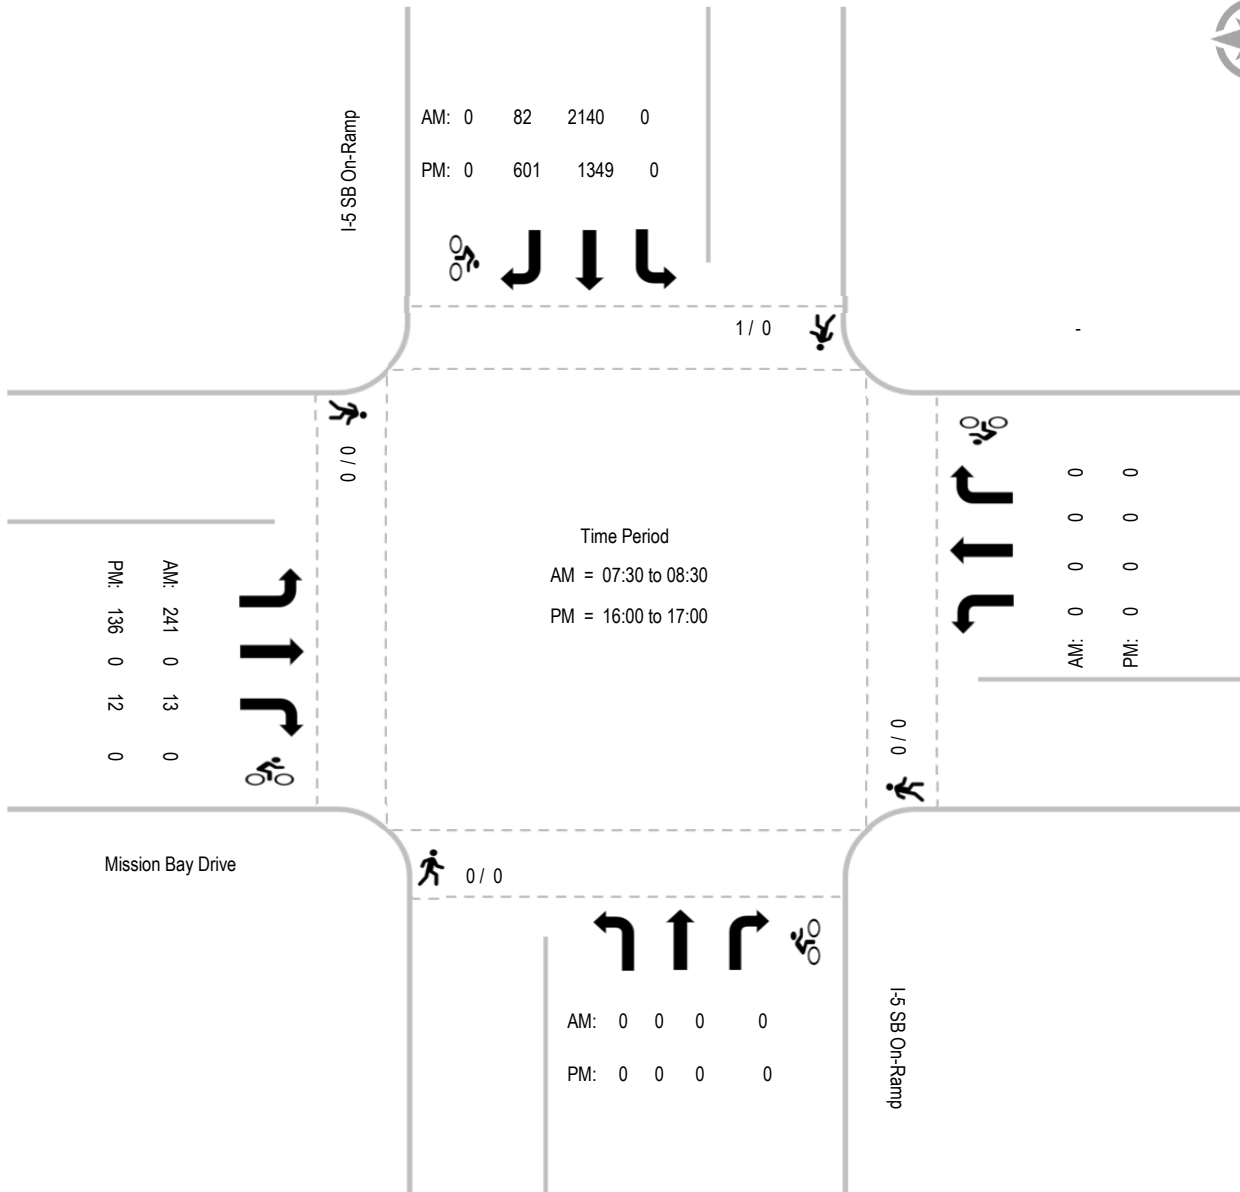 I-5 SB On-Ramp
AM: 0 82 2140 0
PM: 0 601 1349 0
1 / 0
-
0 / 0
AM: 0 0 0 0
PM: 0 0 0 0
Time Period
AM = 07:30 to 08:30
PM = 16:00 to 17:00
AM: 241 0 13 0
PM: 136 0 12 0
0 / 0
Mission Bay Drive
0 / 0
AM: 0 0 0 0
PM: 0 0 0 0
I-5 SB On-Ramp